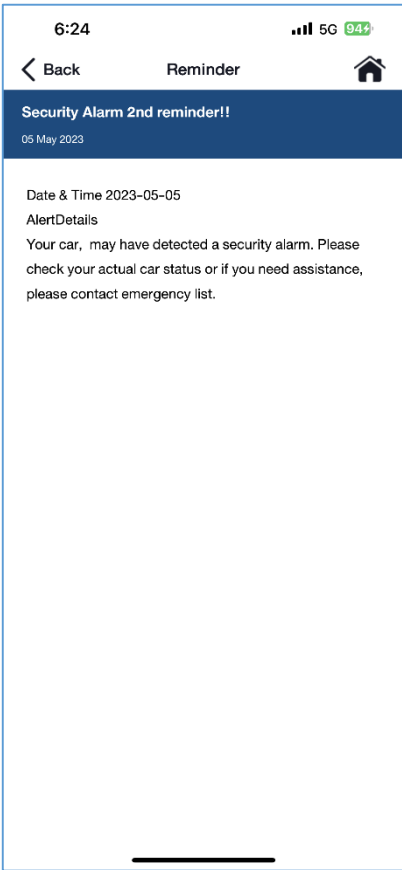 6:24 5G 94
Back Reminder
Security Alarm 2nd reminder!!
05 May 2023
Date & Time 2023-05-05
AlertDetails
Your car,  may have detected a security alarm. Please
check your actual car status or if you need assistance,
please contact emergency list.